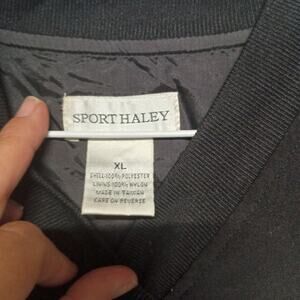 SPORT HALEY
XL
SHELL:100% POLYESTER
LINING:100% NYLON
MADE IN TAIWAN
CARE ON REVERSE